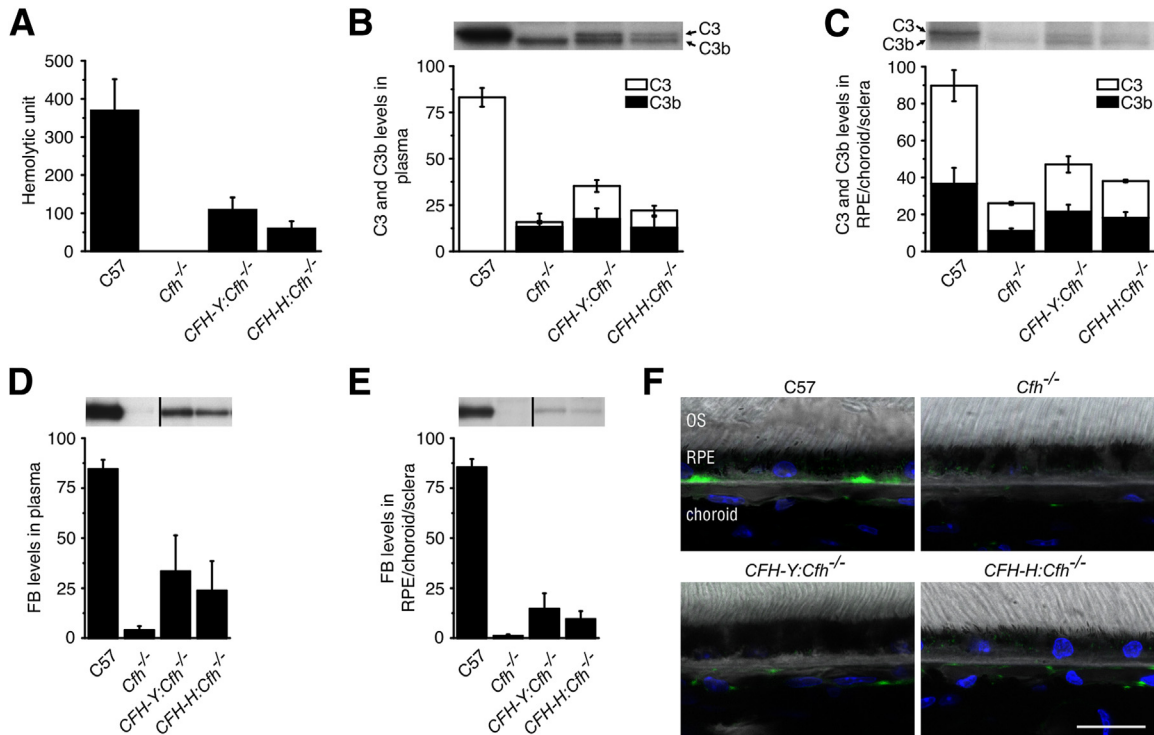 A
Hemolytic unit
500
400
300
200
100
0
C57
Cfh-/-
CFH-Y:Cfh-/-
CFH-H:Cfh-/-
B
C3
C3b
C3 and C3b levels in
plasma
100
75
50
25
0
C3
C3b
C57
Cfh-/-
CFH-Y:Cfh-/-
CFH-H:Cfh-/-
C
C3
C3b
C3 and C3b levels in
RPE/choroid/sclera
100
80
60
40
20
0
C3
C3b
C57
Cfh-/-
CFH-Y:Cfh-/-
CFH-H:Cfh-/-
D
FB levels in plasma
100
75
50
25
0
C57
Cfh-/-
CFH-Y:Cfh-/-
CFH-H:Cfh-/-
E
FB levels in
RPE/choroid/sclera
100
75
50
25
0
C57
Cfh-/-
CFH-Y:Cfh-/-
CFH-H:Cfh-/-
F
C57
Cfh-/-
OS
RPE
choroid
CFH-Y:Cfh-/-
CFH-H:Cfh-/-